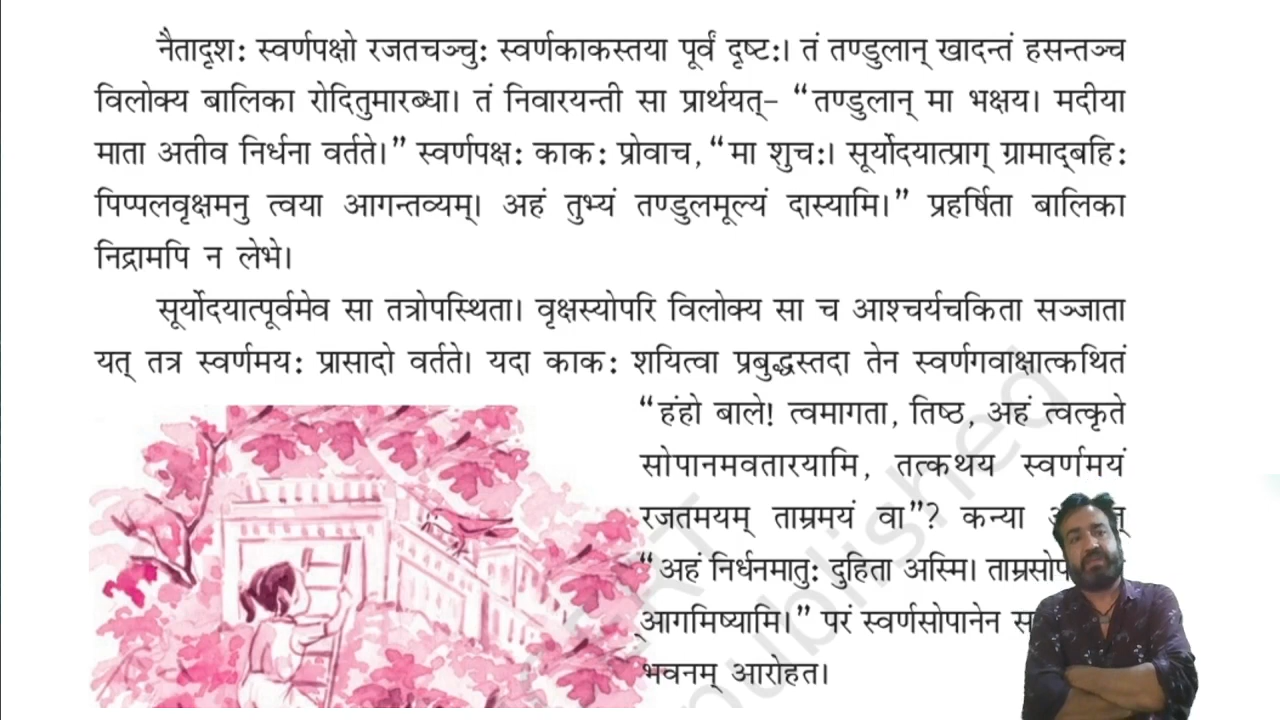 नैतादृशः स्वर्णपक्षो रजतचञ्चुः स्वर्णकाकस्तया पूर्वं दृष्टः। तं तण्डुलान् खादन्तं हसन्तञ्च
विलोक्य बालिका रोदितुमारब्धा। तं निवारयन्ती सा प्रार्थयत्– “तण्डुलान् मा भक्षय। मदीया
माता अतीव निर्धना वर्तते।” स्वर्णपक्षः काकः प्रोवाच, “मा शुचः। सूर्योदयात्प्राग् ग्रामाद्बहिः
पिप्पलवृक्षमनु त्वया आगन्तव्यम्। अहं तुभ्यं तण्डुलमूल्यं दास्यामि।” प्रहर्षिता बालिका
निद्रामपि न लेभे।
सूर्योदयात्पूर्वमेव सा तत्रोपस्थिता। वृक्षस्योपरि विलोक्य सा च आश्चर्यचकिता सञ्जाता
यत् तत्र स्वर्णमयः प्रासादो वर्तते। यदा काकः शयित्वा प्रबुद्धस्तदा तेन स्वर्णगवाक्षात्कथितं
“हंहो बाले! त्वमागता, तिष्ठ, अहं त्वत्कृते
सोपानमवतारयामि, तत्कथय स्वर्णमयं
रजतमयम् ताम्रमयं वा”? कन्या
“अहं निर्धनमातुः दुहिता अस्मि। ताम्रसोप
आगमिष्यामि।” परं स्वर्णसोपानेन
भवनम् आरोहत।
published